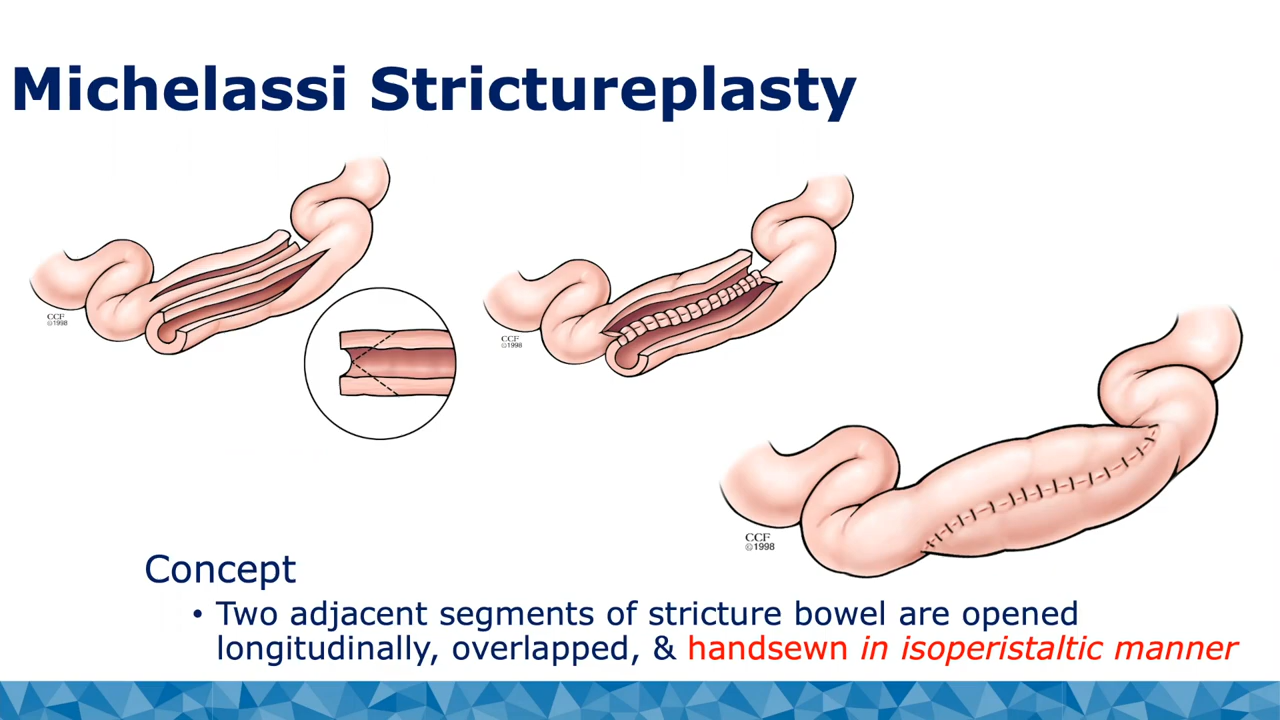 Michelassi Strictureplasty
CCF
©1998
CCF
©1998
CCF
©1998
Concept
• Two adjacent segments of stricture bowel are opened
longitudinally, overlapped, & handsewn in isoperistaltic manner